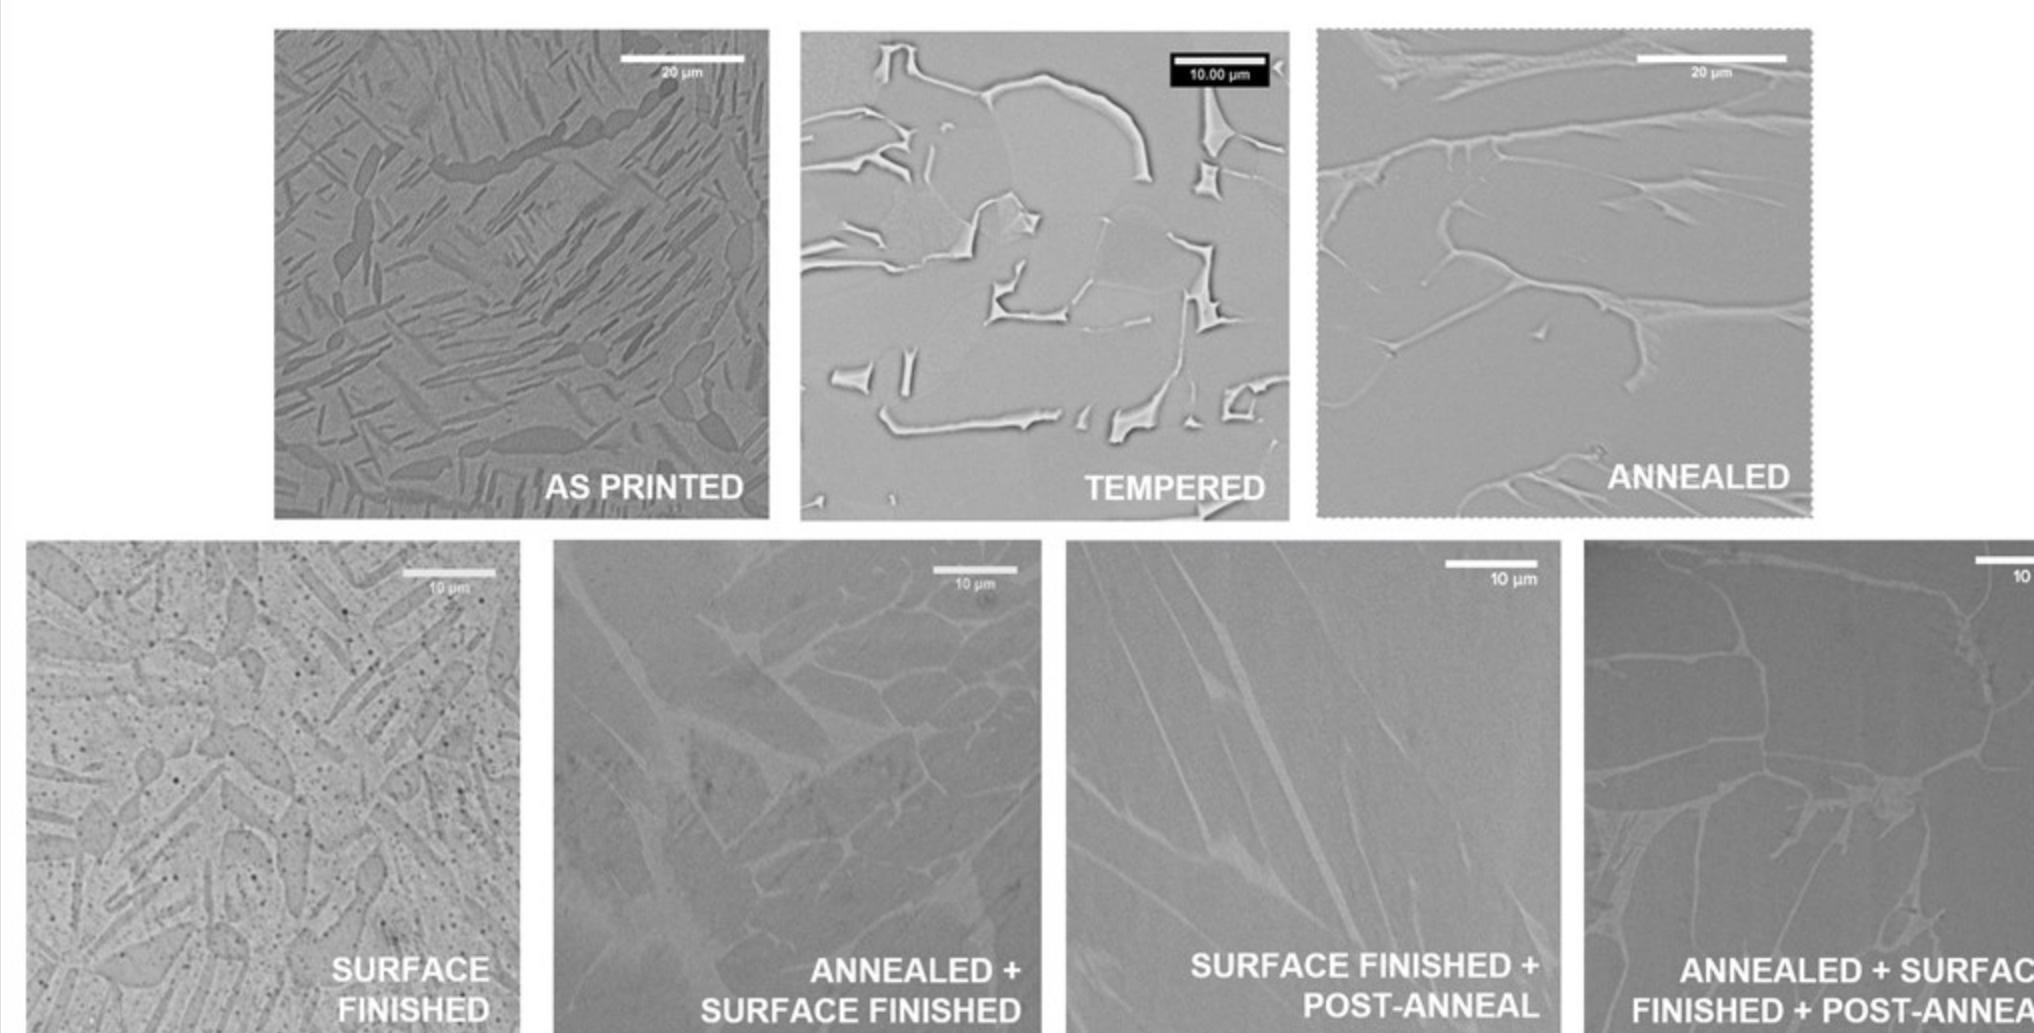 20 µm
10.00 µm
20 µm
AS PRINTED
TEMPERED
ANNEALED
10 µm
10 µm
10 µm
10
SURFACE
FINISHED
ANNEALED +
SURFACE FINISHED
SURFACE FINISHED +
POST-ANNEAL
ANNEALED + SURFAC
FINISHED + POST-ANNEA